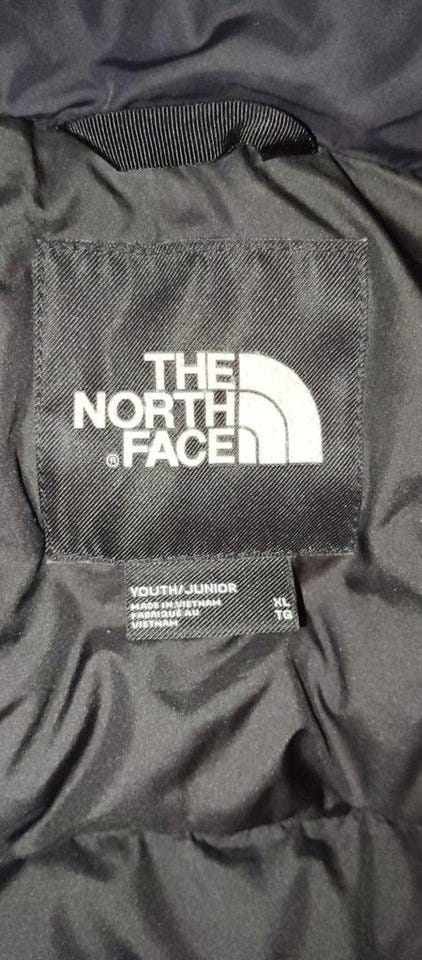 THE
NORTH
® FACE
YOUTH/JUNIOR
MADE IN VIETNAM XL
FABRIQUÉ AU TG
VIETNAM